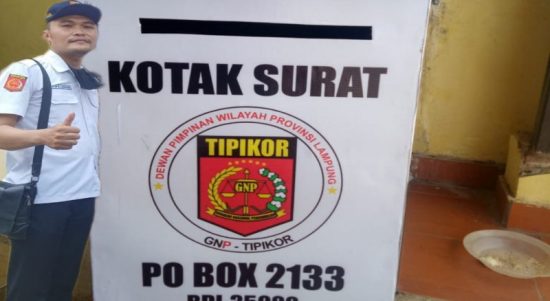 KOTAK SURAT
DEWAN PIMPINAN WILAYAH PROVINSI LAMPUNG
TIPIKOR
GNP
GNP - TIPIKOR
PO BOX 2133